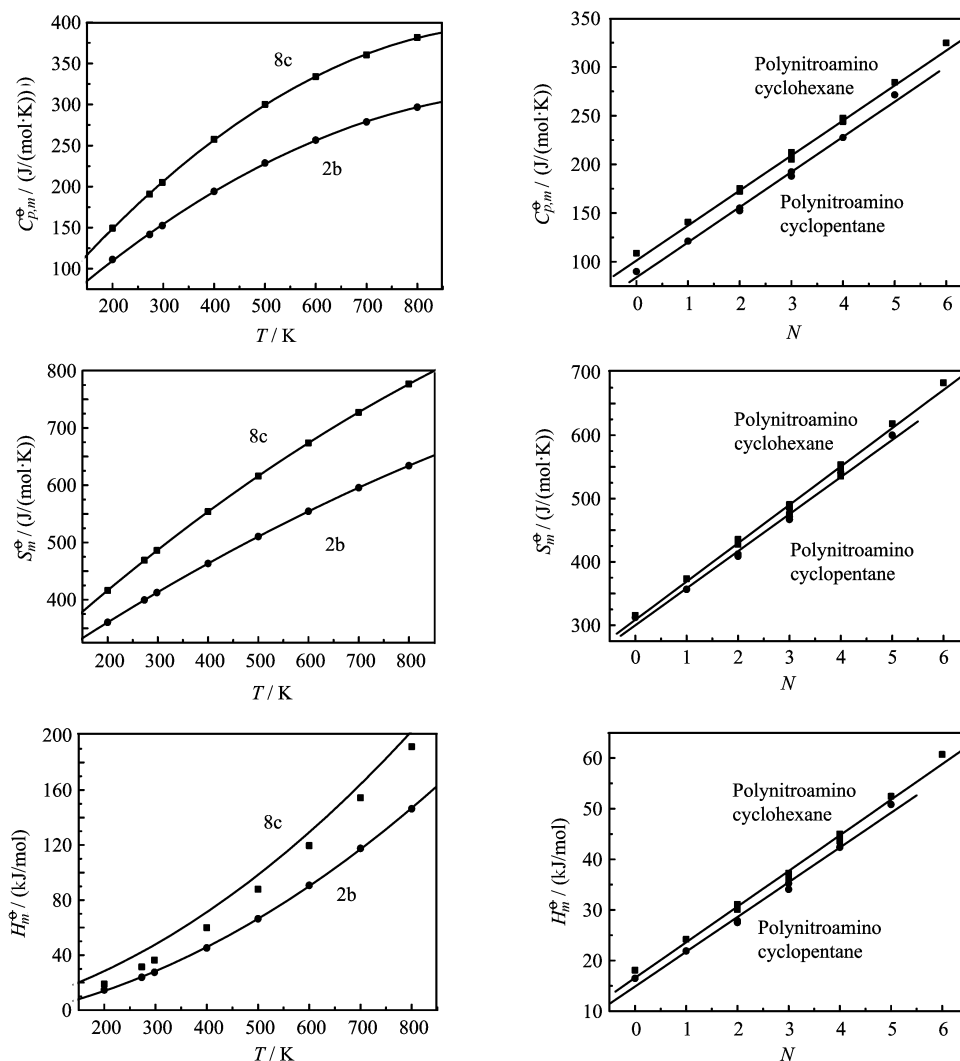 C⊖p,m / (J/(mol·K)))
400
350
300
250
200
150
100
8c
2b
200 300 400 500 600 700 800
T / K
C⊖p,m / (J/(mol·K))
350
300
250
200
150
100
Polynitroamino
cyclohexane
Polynitroamino
cyclopentane
0 1 2 3 4 5 6
N
S⊖m / (J/(mol·K))
800
700
600
500
400
8c
2b
200 300 400 500 600 700 800
T / K
S⊖m / (J/(mol·K))
700
600
500
400
300
Polynitroamino
cyclohexane
Polynitroamino
cyclopentane
0 1 2 3 4 5 6
N
H⊖m / (kJ/mol)
200
160
120
80
40
0
8c
2b
200 300 400 500 600 700 800
T / K
H⊖m / (kJ/mol)
60
50
40
30
20
10
Polynitroamino
cyclohexane
Polynitroamino
cyclopentane
0 1 2 3 4 5 6
N